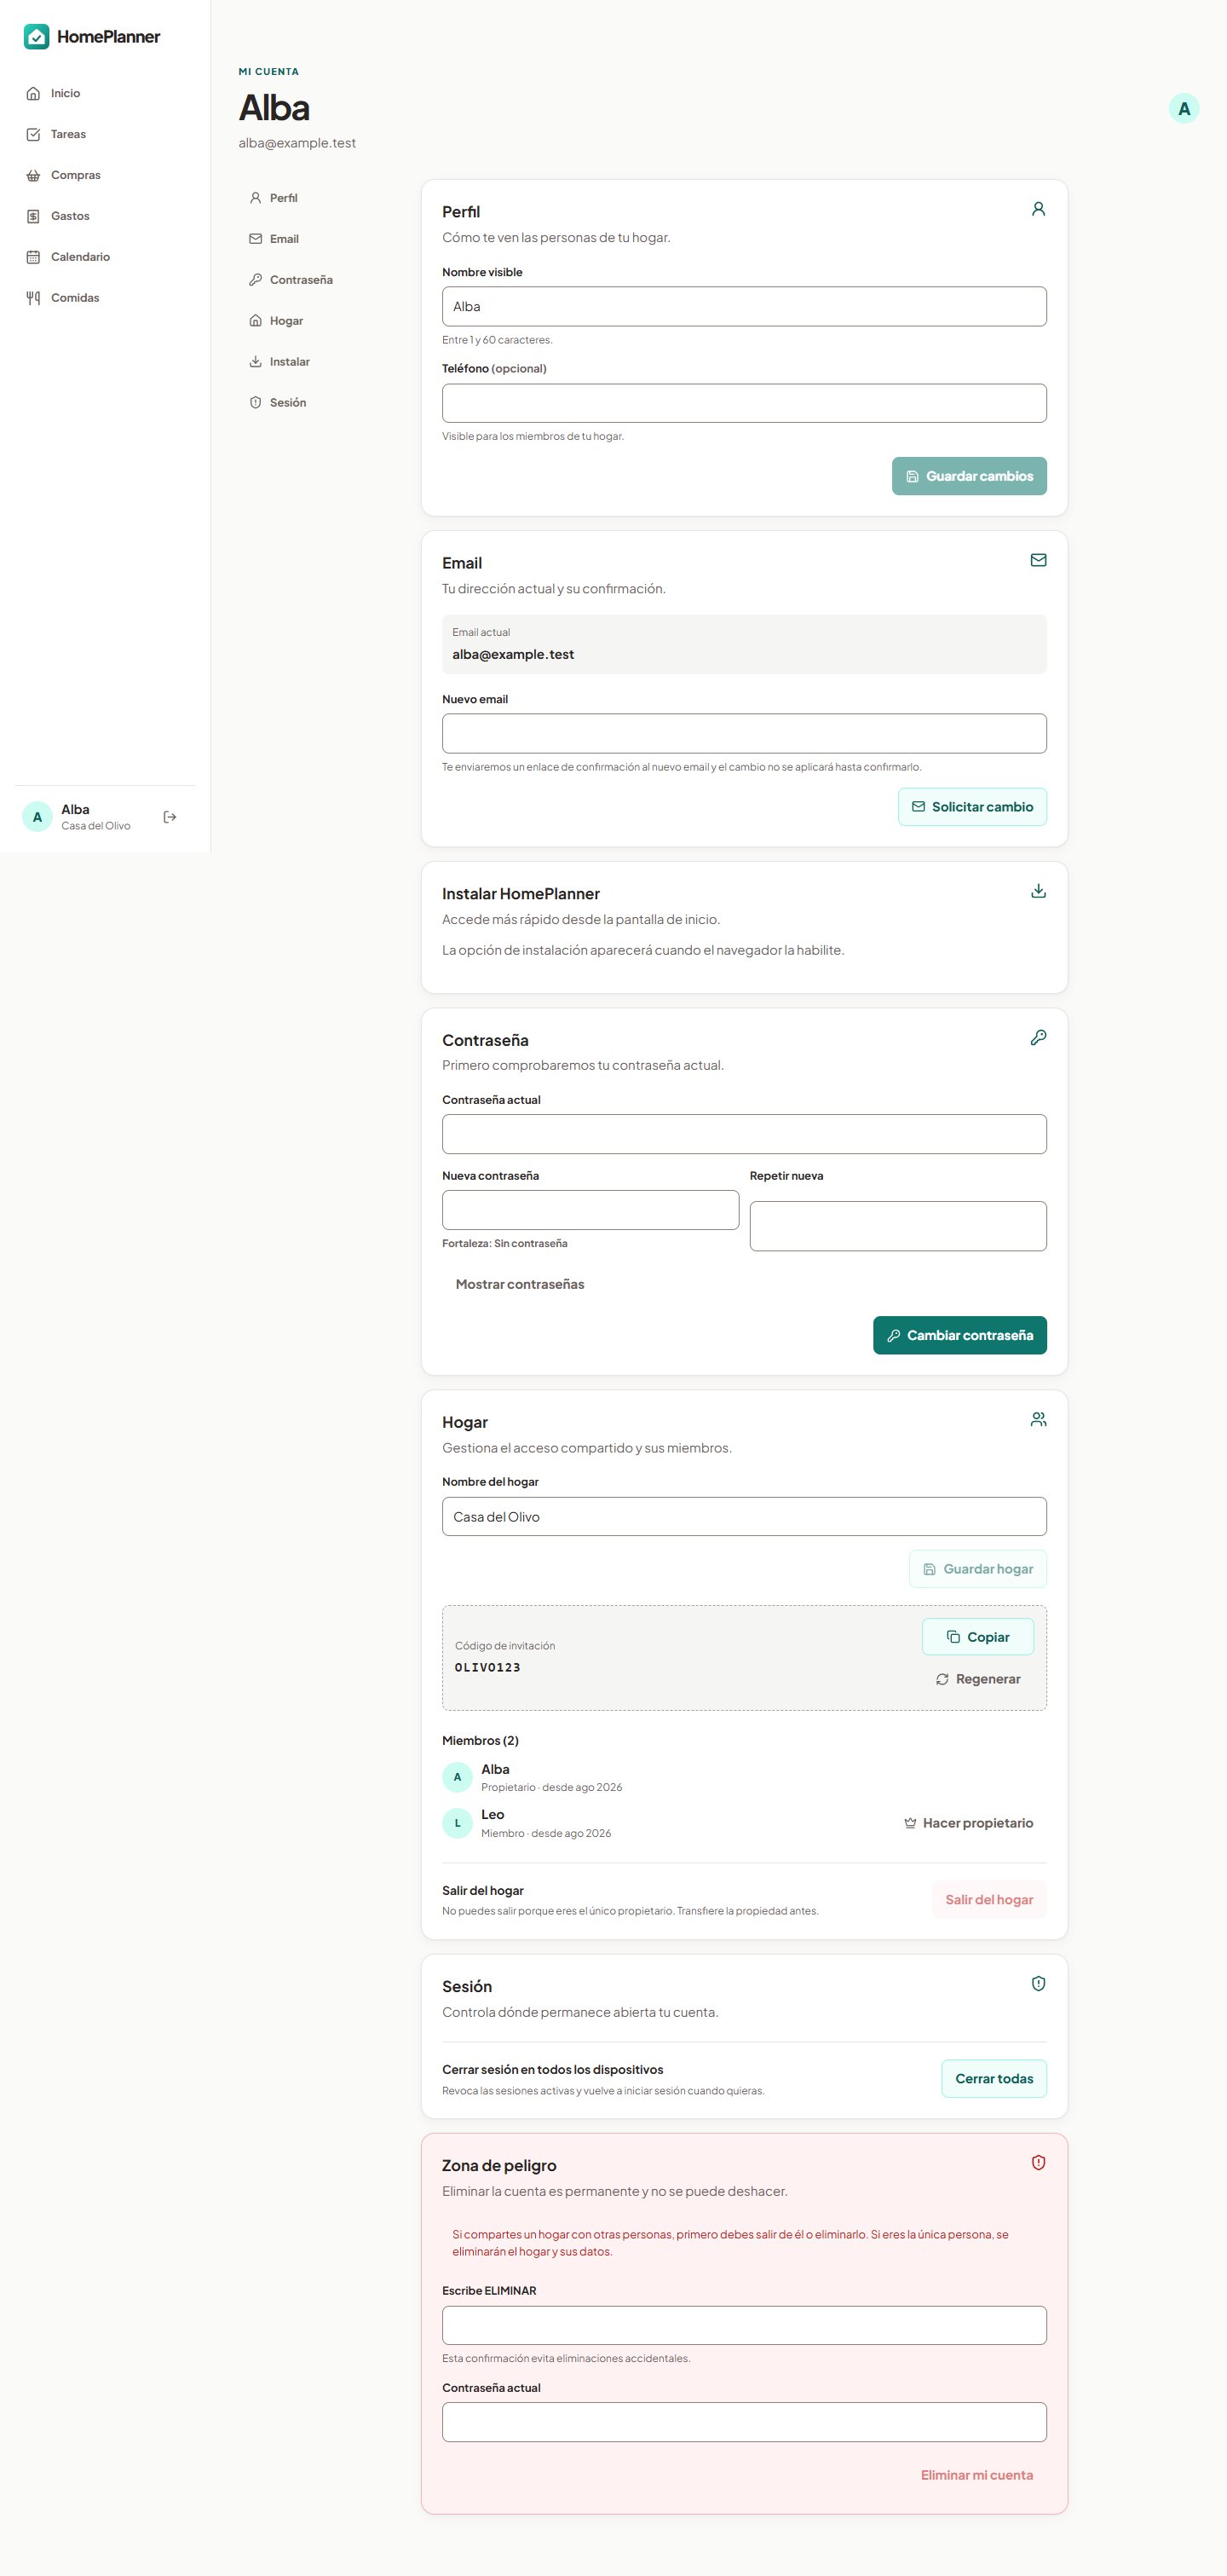 HomePlanner
Inicio
Tareas
Compras
Gastos
Calendario
Comidas
A
Alba
Casa del Olivo
MI CUENTA
Alba
alba@example.test
A
Perfil
Email
Contraseña
Hogar
Instalar
Sesión
Perfil
Cómo te ven las personas de tu hogar.
Nombre visible
Alba
Entre 1 y 60 caracteres.
Teléfono (opcional)
Visible para los miembros de tu hogar.
Guardar cambios
Email
Tu dirección actual y su confirmación.
Email actual
alba@example.test
Nuevo email
Te enviaremos un enlace de confirmación al nuevo email y el cambio no se aplicará hasta confirmarlo.
Solicitar cambio
Instalar HomePlanner
Accede más rápido desde la pantalla de inicio.
La opción de instalación aparecerá cuando el navegador la habilite.
Contraseña
Primero comprobaremos tu contraseña actual.
Contraseña actual
Nueva contraseña
Repetir nueva
Fortaleza: Sin contraseña
Mostrar contraseñas
Cambiar contraseña
Hogar
Gestiona el acceso compartido y sus miembros.
Nombre del hogar
Casa del Olivo
Guardar hogar
Código de invitación
OLIVO123
Copiar
Regenerar
Miembros (2)
A
Alba
Propietario · desde ago 2026
L
Leo
Miembro · desde ago 2026
Hacer propietario
Salir del hogar
No puedes salir porque eres el único propietario. Transfiere la propiedad antes.
Salir del hogar
Sesión
Controla dónde permanece abierta tu cuenta.
Cerrar sesión en todos los dispositivos
Revoca las sesiones activas y vuelve a iniciar sesión cuando quieras.
Cerrar todas
Zona de peligro
Eliminar la cuenta es permanente y no se puede deshacer.
Si compartes un hogar con otras personas, primero debes salir de él o eliminarlo. Si eres la única persona, se
eliminarán el hogar y sus datos.
Escribe ELIMINAR
Esta confirmación evita eliminaciones accidentales.
Contraseña actual
Eliminar mi cuenta